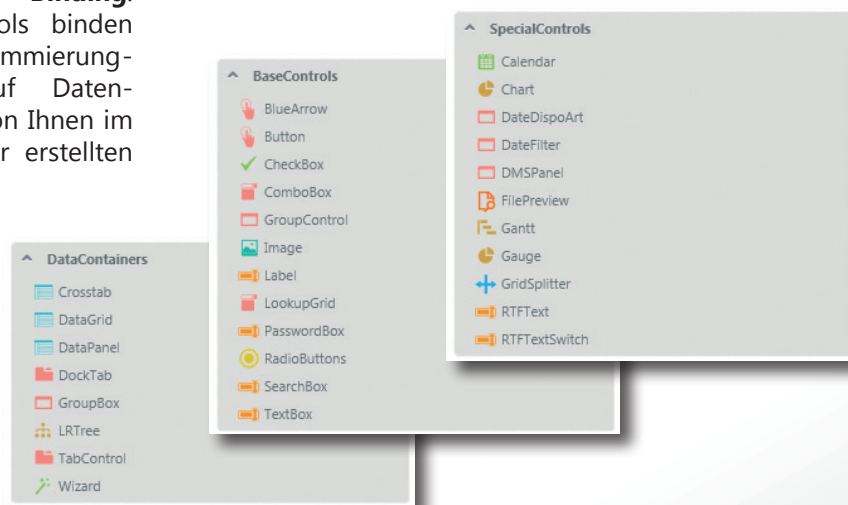 Binding.
ols binden
mmierung-
uf Daten-
on Ihnen im
r erstellten
DataContainers
Crosstab
DataGrid
DataPanel
DockTab
GroupBox
LRTree
TabControl
Wizard
BaseControls
BlueArrow
Button
CheckBox
ComboBox
GroupControl
Image
Label
LookupGrid
PasswordBox
RadioButtons
SearchBox
TextBox
SpecialControls
Calendar
Chart
DateDispoArt
DateFilter
DMSPanel
FilePreview
Gantt
Gauge
GridSplitter
RTFText
RTFTextSwitch